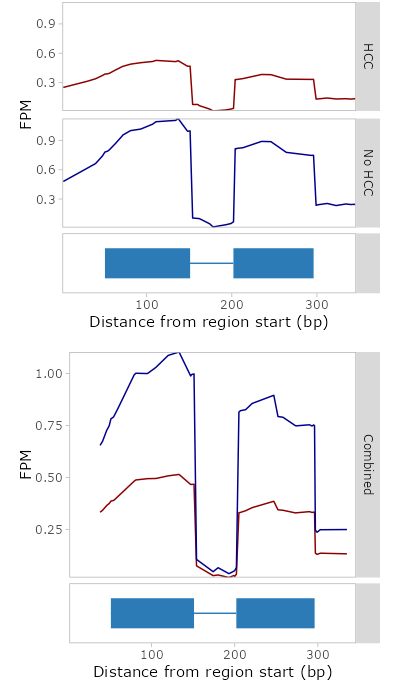 0.9
0.6
0.3
HCC
FPM
0.9
0.6
0.3
No HCC
100
200
300
Distance from region start (bp)
1.00
0.75
0.50
0.25
FPM
Combined
100
200
300
Distance from region start (bp)